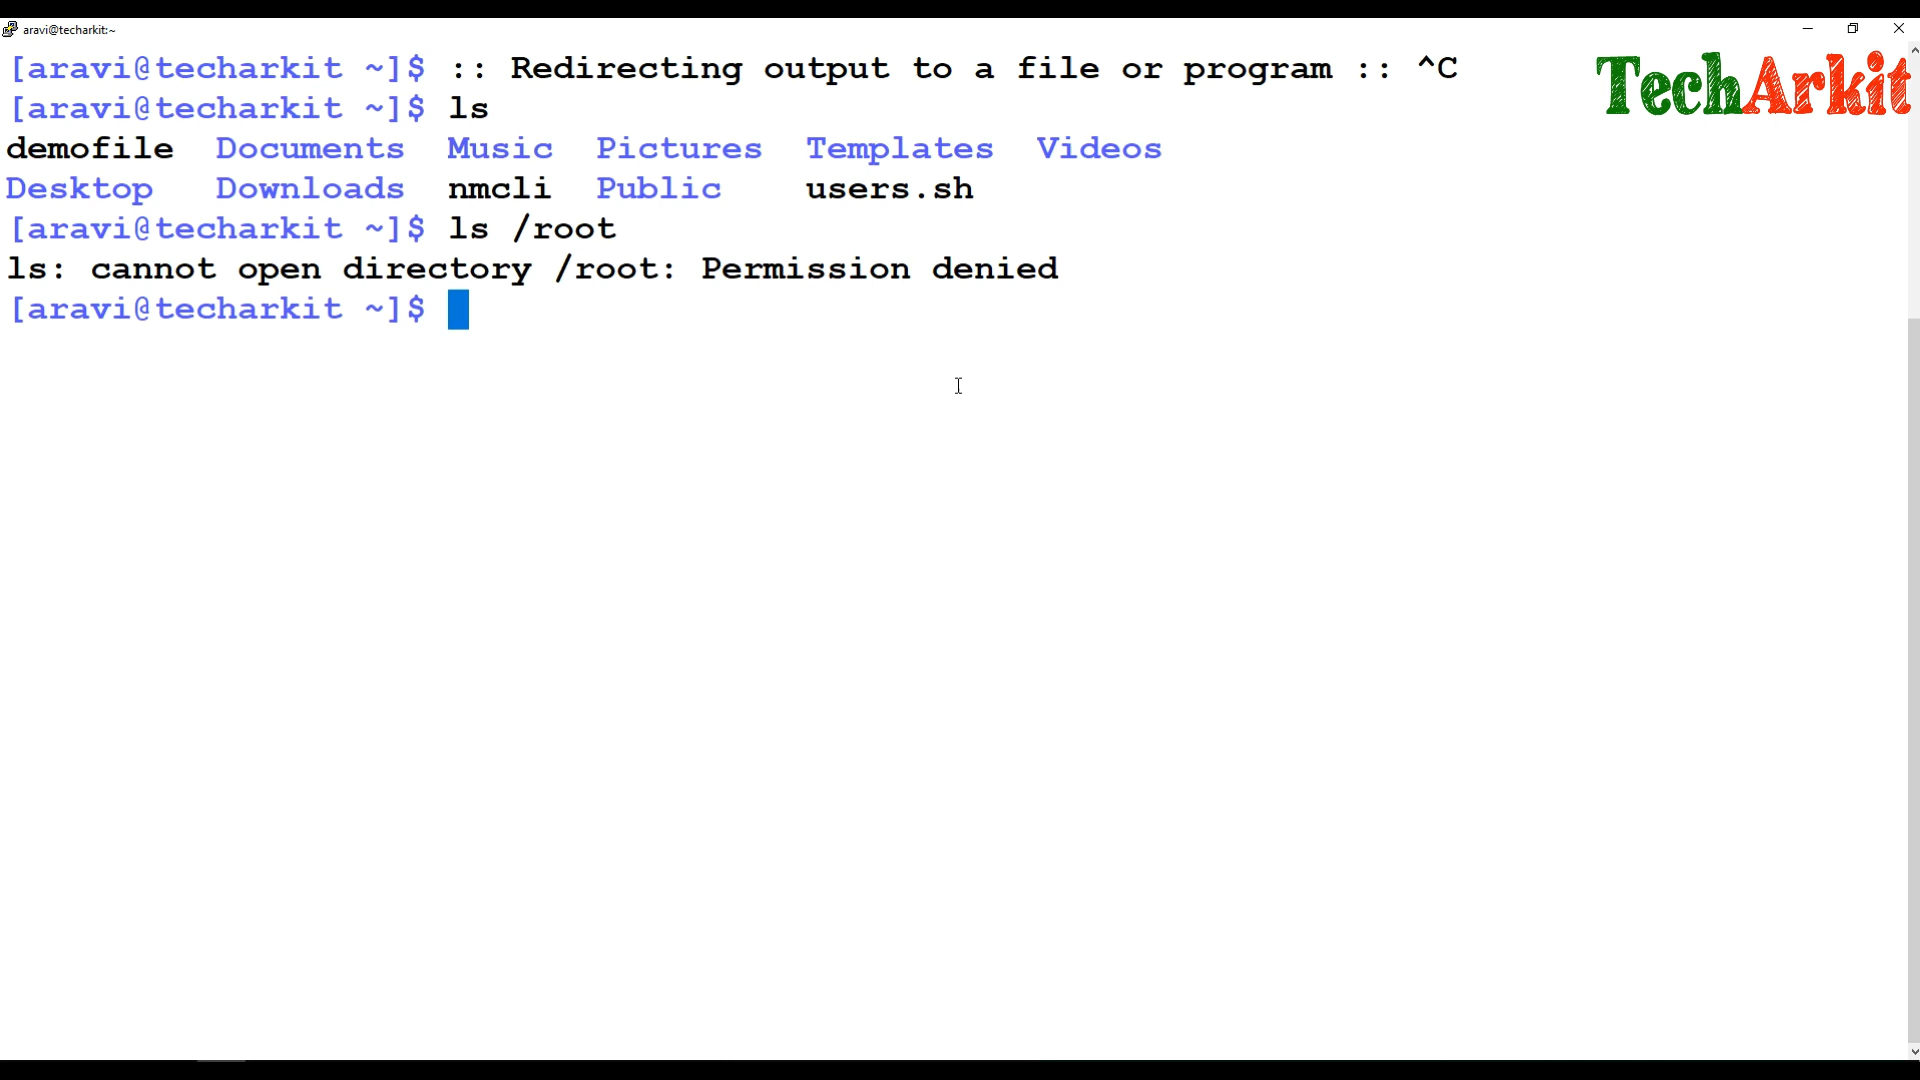 aravi@techarkit:~
[aravi@techarkit ~]$ :: Redirecting output to a file or program :: ^C
TechArkit
[aravi@techarkit ~]$ ls
demofile  Documents  Music  Pictures  Templates  Videos
Desktop   Downloads  nmcli  Public    users.sh
[aravi@techarkit ~]$ ls /root
ls: cannot open directory /root: Permission denied
[aravi@techarkit ~]$